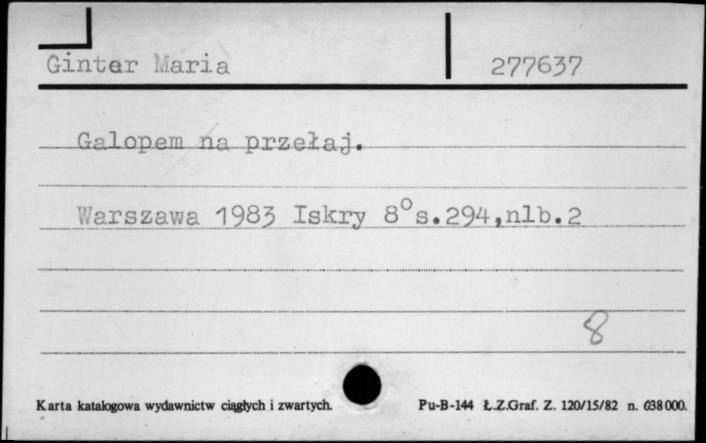 Ginter Maria 277637
Galopem na przełaj.
Warszawa 1983 Iskry 8° s.294,nlb.2
8
Karta katalogowa wydawnictw ciągłych i zwartych. Pu-B-144 Ł.Z.Graf. Z. 120/15/82 n. 638000.